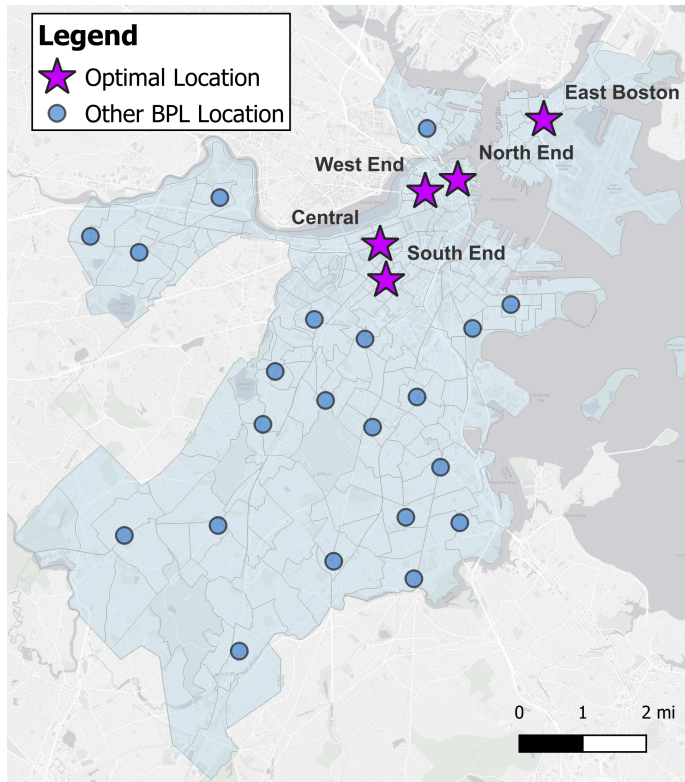 Legend
Optimal Location
Other BPL Location
East Boston
North End
West End
Central
South End
0 1 2 mi